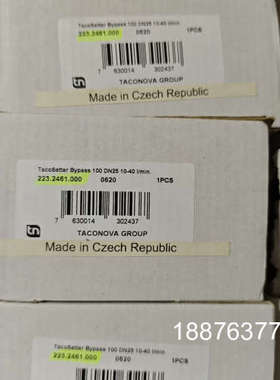 TacoSetter Bypass 100 DN25 10-40 l/min.
223.2461.000 0620 1PCS
7 630014 302437
TACONOVA GROUP
Made in Czech Republic
TacoSetter Bypass 100 DN25 10-40 l/min.
223.2461.000 0620 1PCS
7 630014 302437
TACONOVA GROUP
Made in Czech Republic
18876377
TacoSetter Bypass 100 DN25 10-40 l/min.
223.2461.000 0620 1PCS